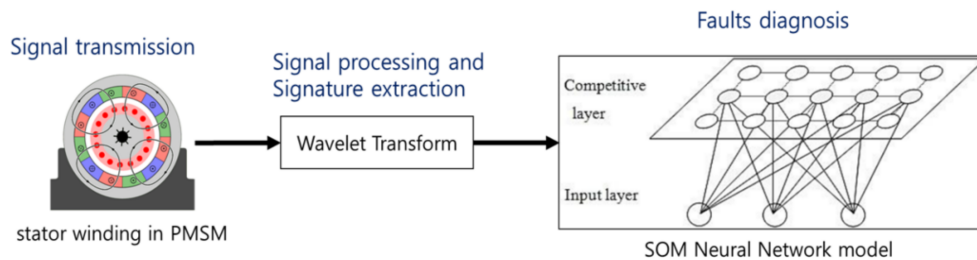 Signal transmission
stator winding in PMSM
Signal processing and
Signature extraction
Wavelet Transform
Faults diagnosis
Competitive
layer
Input layer
SOM Neural Network model